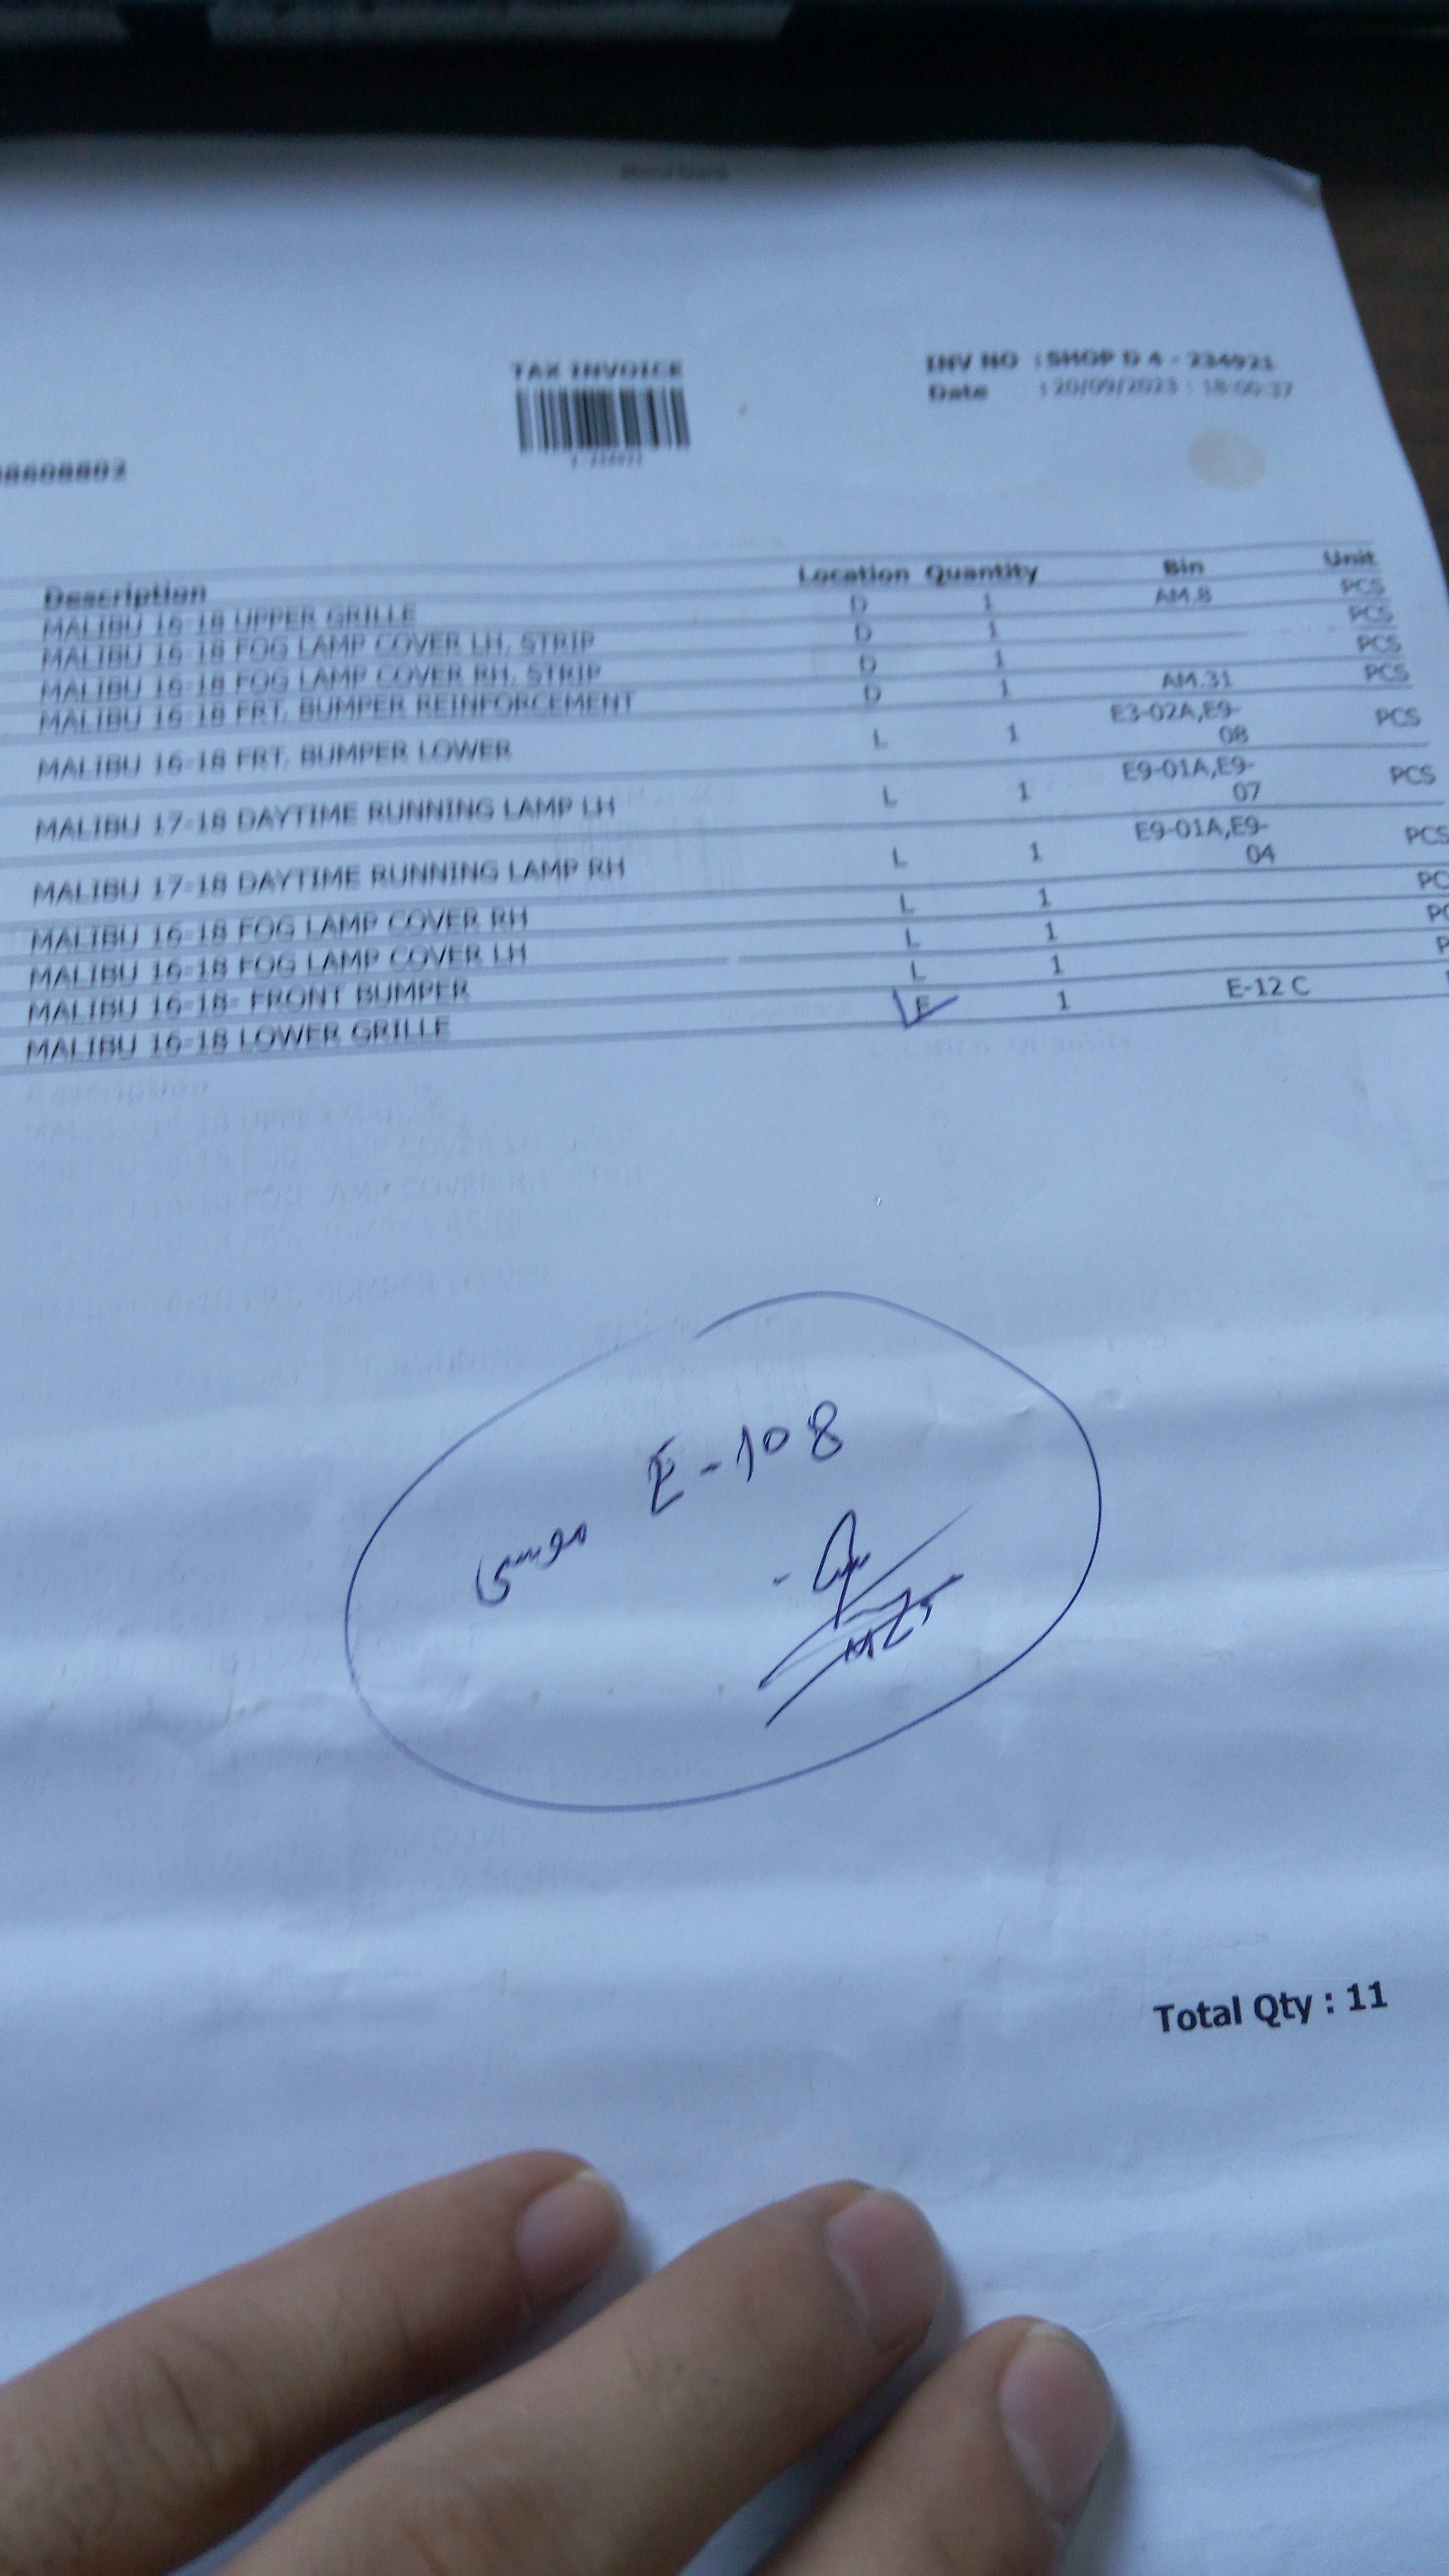 TAX INVOICE
INV NO : SHOP D 4 - 234921
Date : 20/09/2023 : 18:00:37
Description Location Quantity Bin Unit
MALIBU 16-18 UPPER GRILLE D 1 AM.8 PCS
MALIBU 16-18 FOG LAMP COVER LH, STRIP D 1 PCS
MALIBU 16-18 FOG LAMP COVER RH, STRIP D 1 PCS
MALIBU 16-18 FRT. BUMPER REINFORCEMENT D 1 AM.31 PCS
MALIBU 16-18 FRT. BUMPER LOWER L 1 E3-02A,E9-
08 PCS
MALIBU 17-18 DAYTIME RUNNING LAMP LH L 1 E9-01A,E9-
07 PCS
MALIBU 17-18 DAYTIME RUNNING LAMP RH L 1 E9-01A,E9-
04 PCS
MALIBU 16-18 FOG LAMP COVER RH L 1 PC
MALIBU 16-18 FOG LAMP COVER LH L 1 PC
MALIBU 16-18- FRONT BUMPER L 1 P
MALIBU 16-18 LOWER GRILLE E 1 E-12 C
E-108
Total Qty : 11